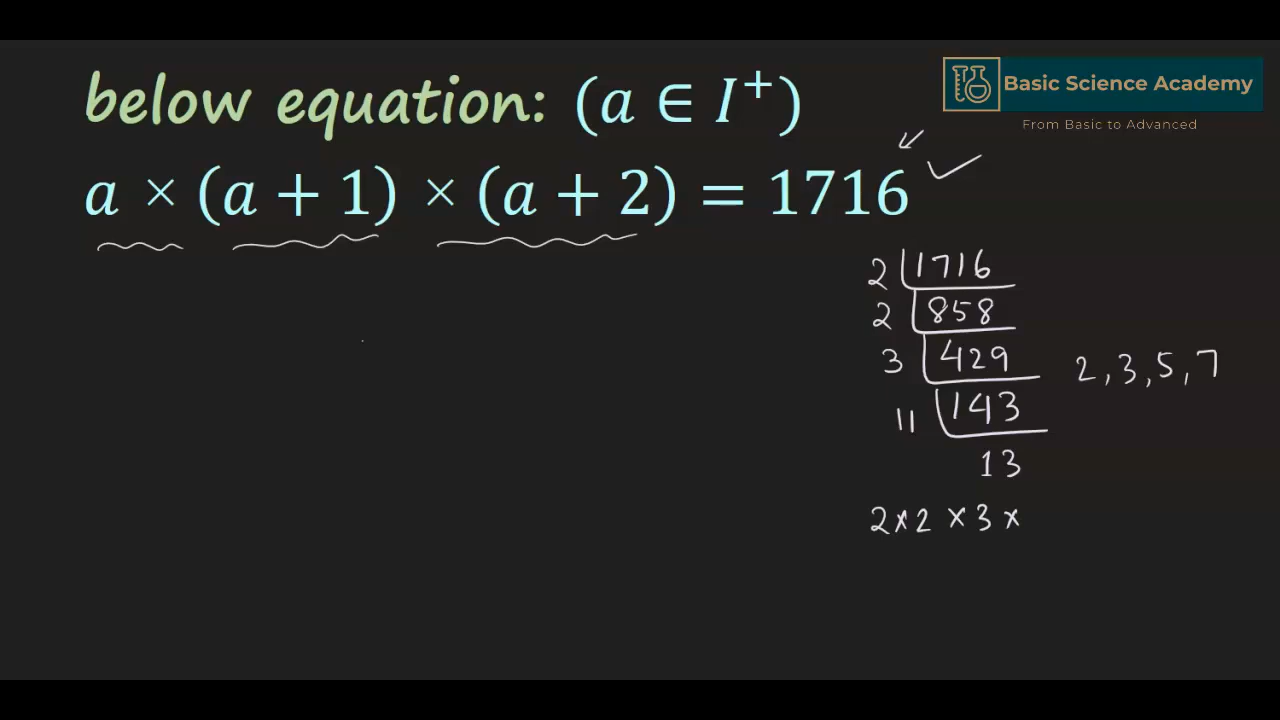 below equation: (a ∈ I⁺)
Basic Science Academy
From Basic to Advanced
a × (a + 1) × (a + 2) = 1716
2 1716
2 858
3 429
2, 3, 5, 7
11 143
13
2 × 2 × 3 ×